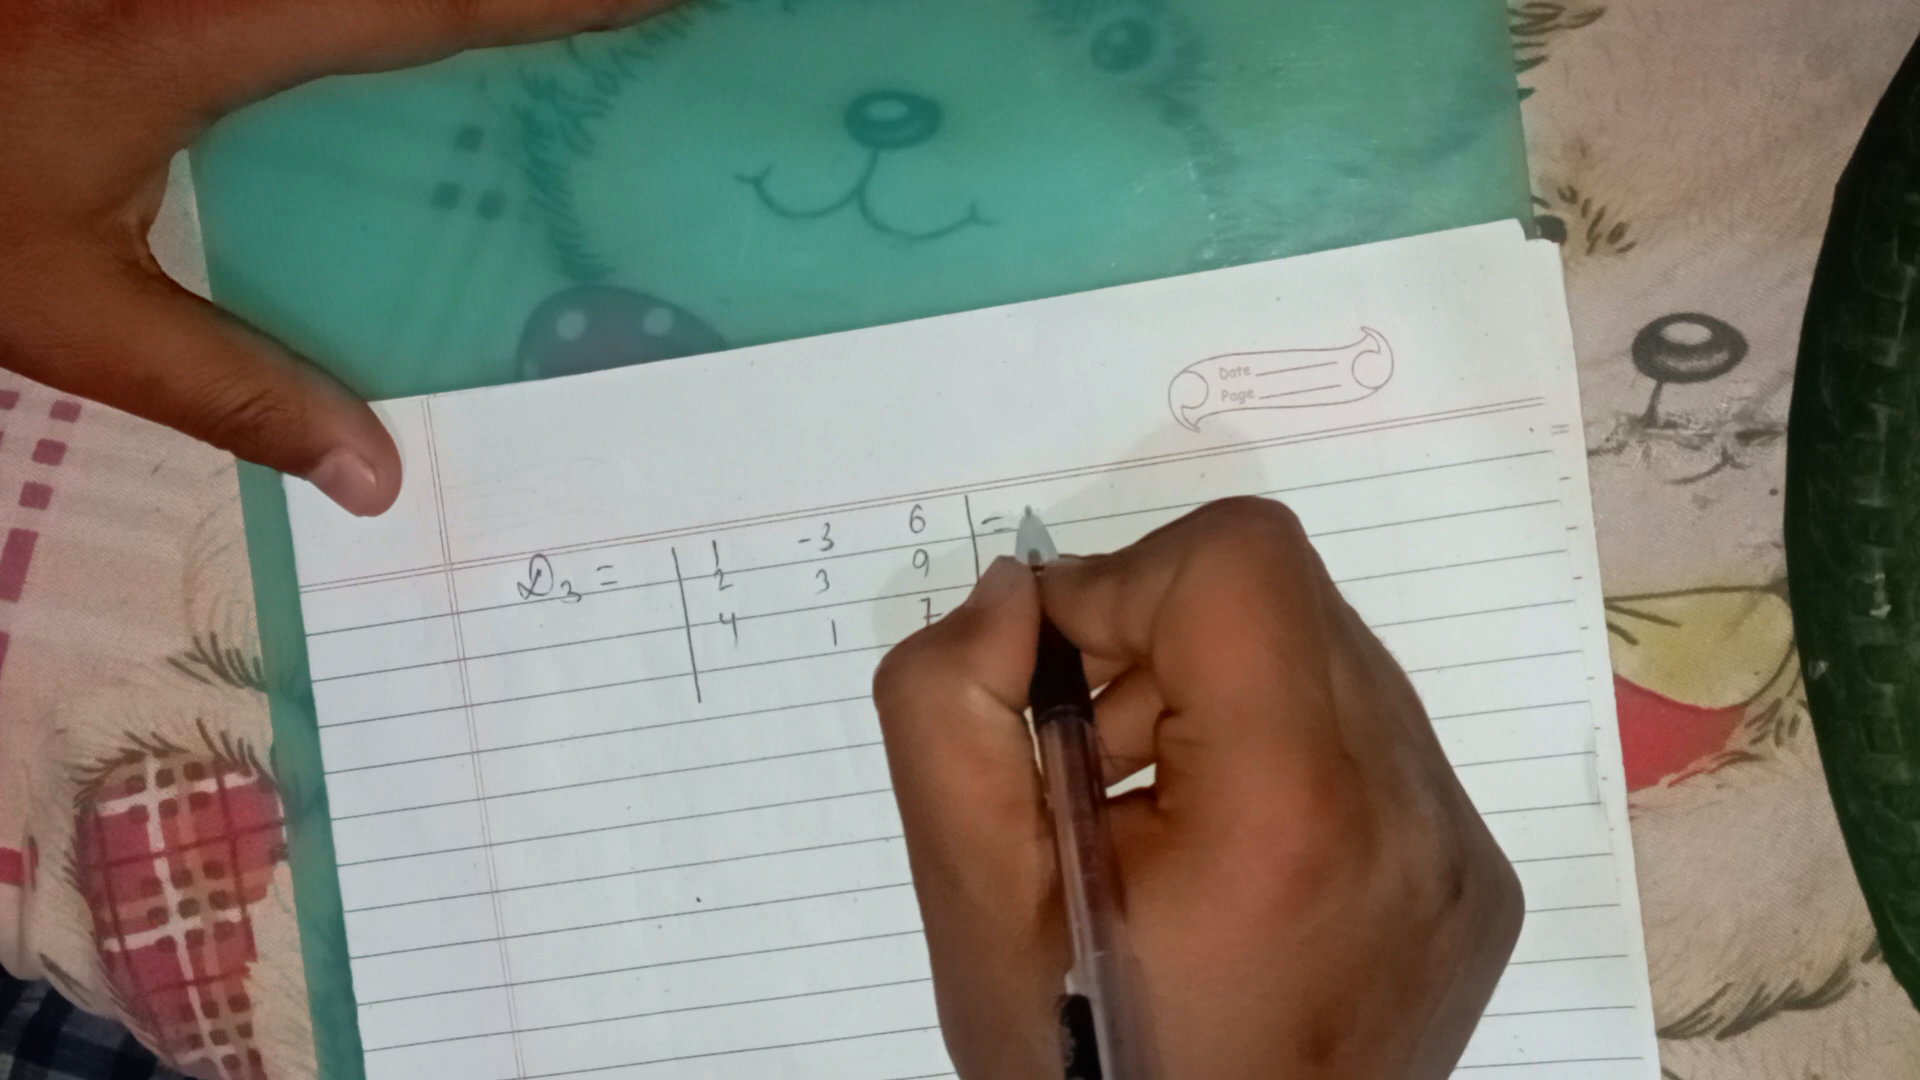 Date
Page
D3 = | 1 -3 6 | =
2 3 9
4 1 7